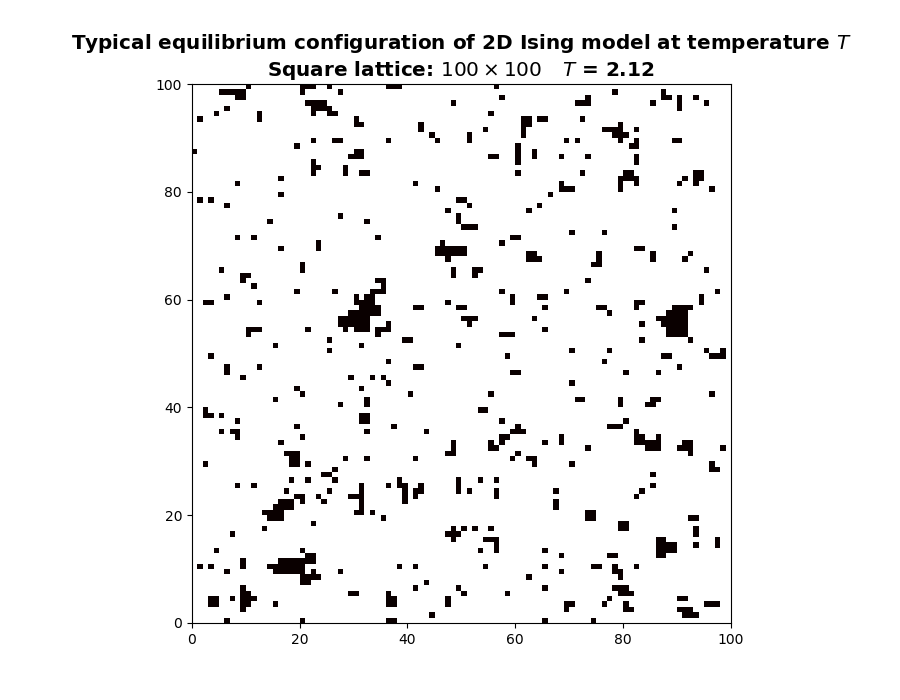 Typical equilibrium configuration of 2D Ising model at temperature T
Square lattice: 100 × 100 T = 2.12
100
80
60
40
20
0
0 20 40 60 80 100